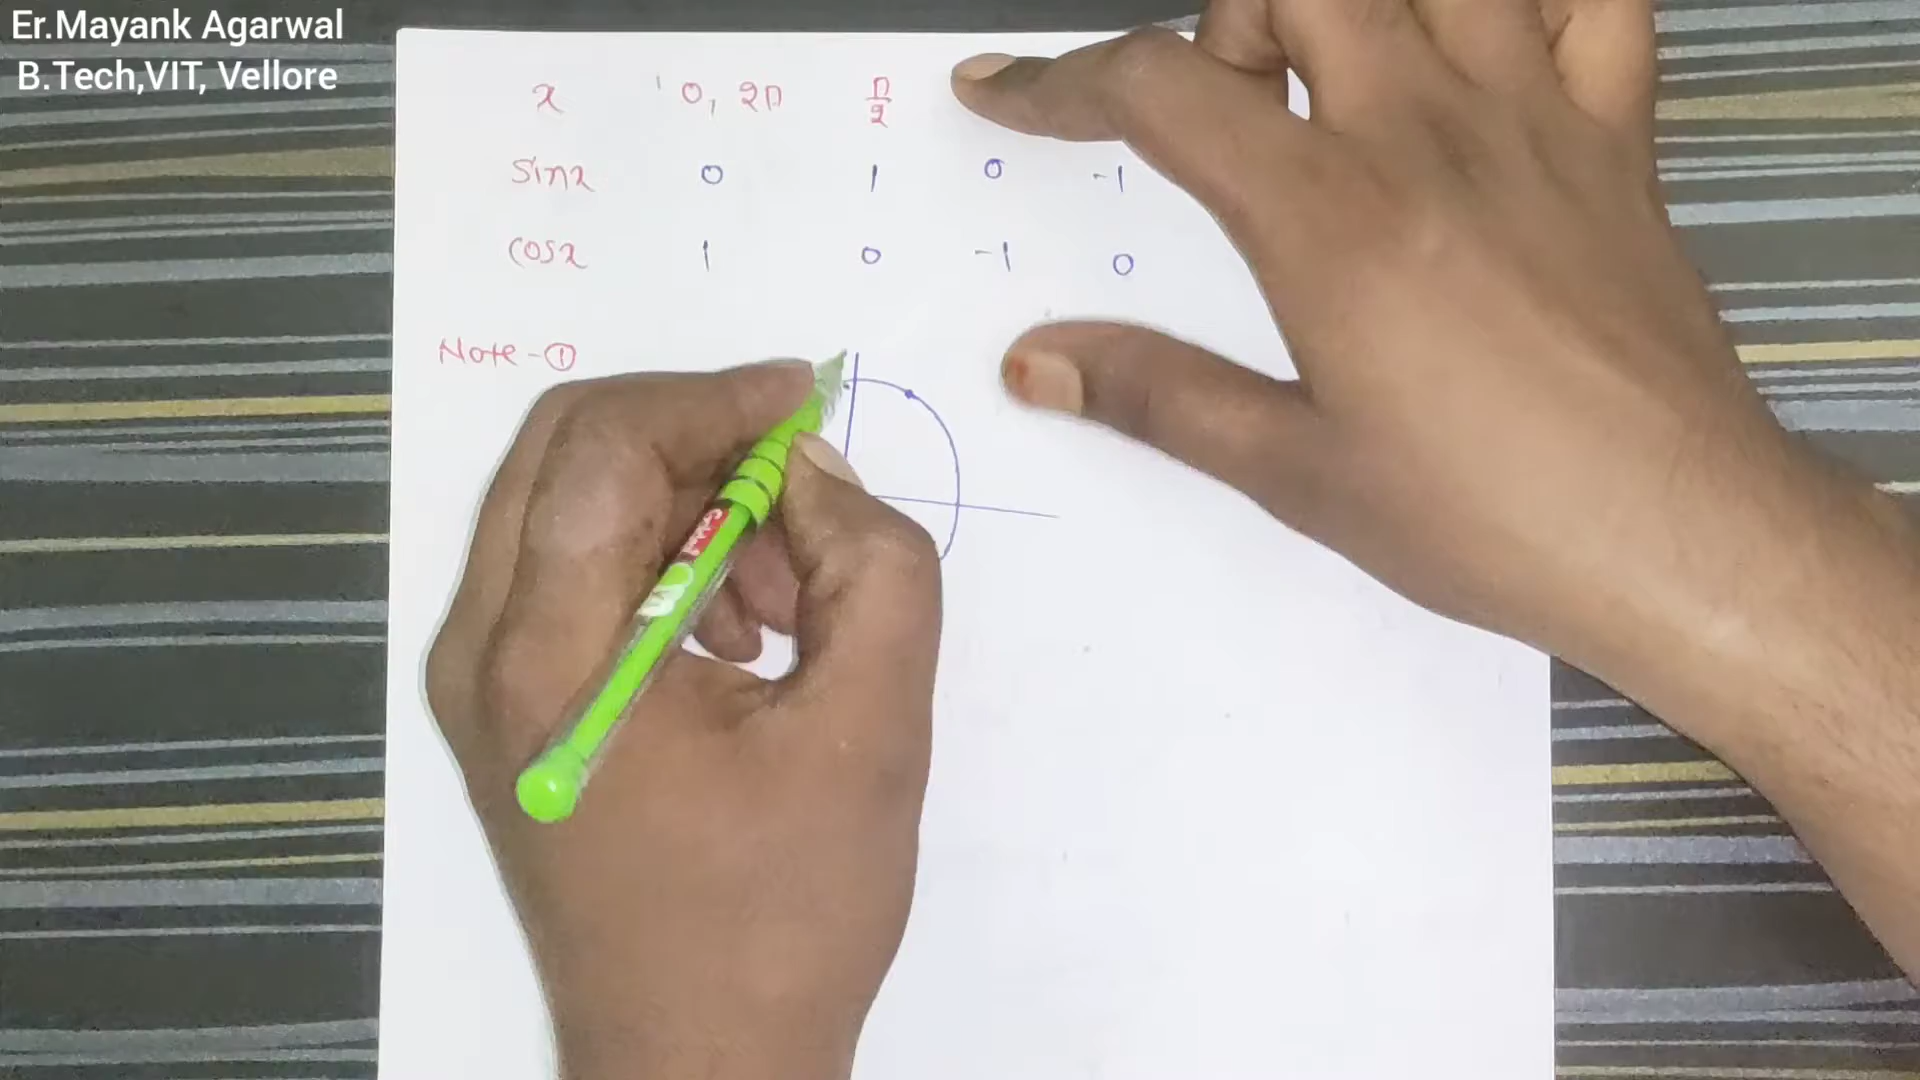 Er.Mayank Agarwal
B.Tech,VIT, Vellore
x 0, 2π π/2
sinx 0 1 0 -1
cosx 1 0 -1 0
Note-①